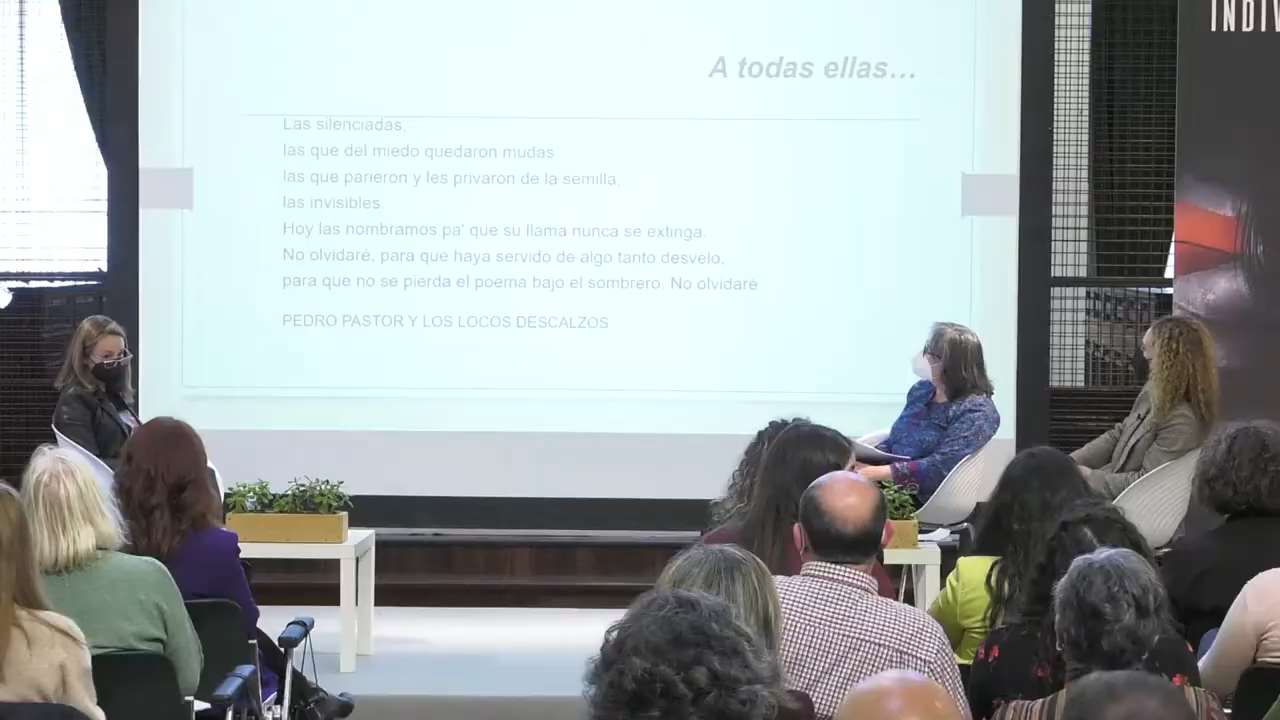 INDIV
A todas ellas...
Las silenciadas,
las que del miedo quedaron mudas
las que parieron y les privaron de la semilla,
las invisibles.
Hoy las nombramos pa' que su llama nunca se extinga.
No olvidaré, para que haya servido de algo tanto desvelo,
para que no se pierda el poema bajo el sombrero. No olvidaré
PEDRO PASTOR Y LOS LOCOS DESCALZOS